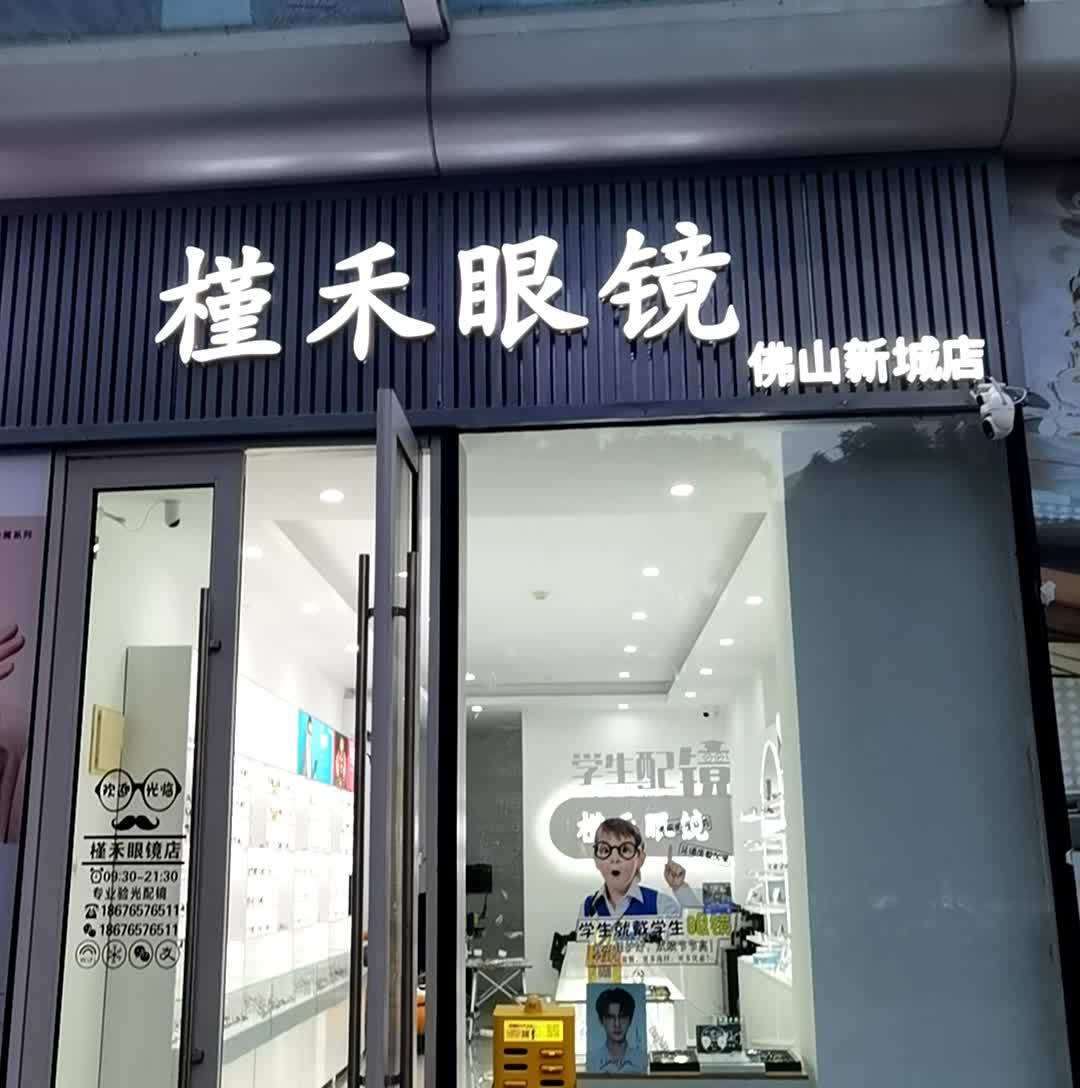 槿禾眼镜
佛山新城店
欢迎光临
槿禾眼镜店
09:30-21:30
专业验光配镜
18676576511
18676576511
学生配镜
槿禾眼镜
学生就戴学生眼镜